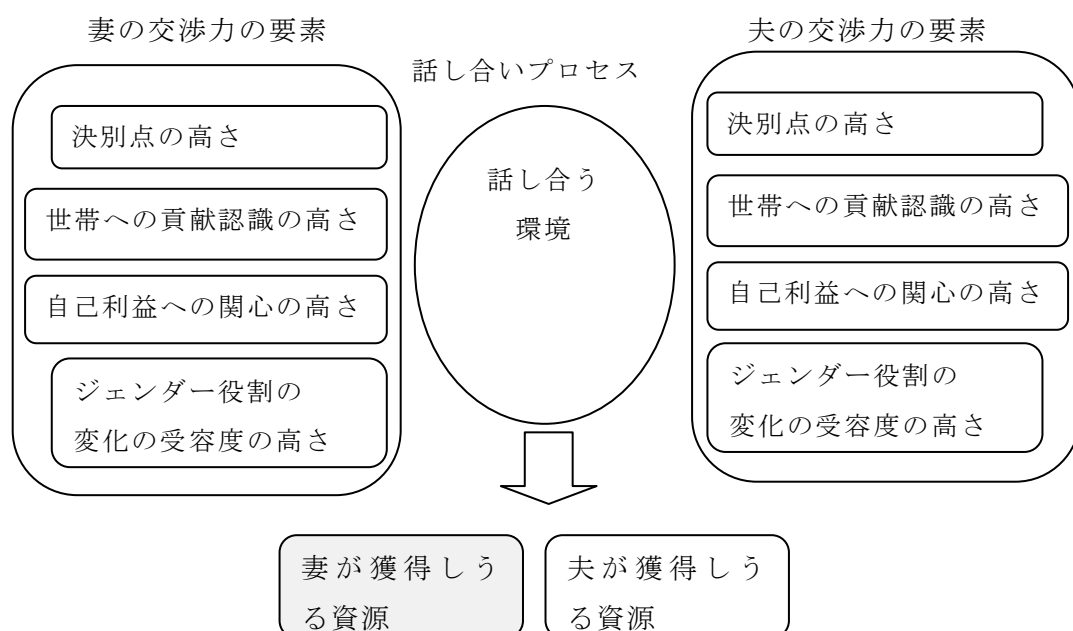 妻の交渉力の要素
決別点の高さ
世帯への貢献認識の高さ
自己利益への関心の高さ
ジェンダー役割の
変化の受容度の高さ
話し合いプロセス
話し合う
環境
夫の交渉力の要素
決別点の高さ
世帯への貢献認識の高さ
自己利益への関心の高さ
ジェンダー役割の
変化の受容度の高さ
妻が獲得しう
る資源
夫が獲得しう
る資源